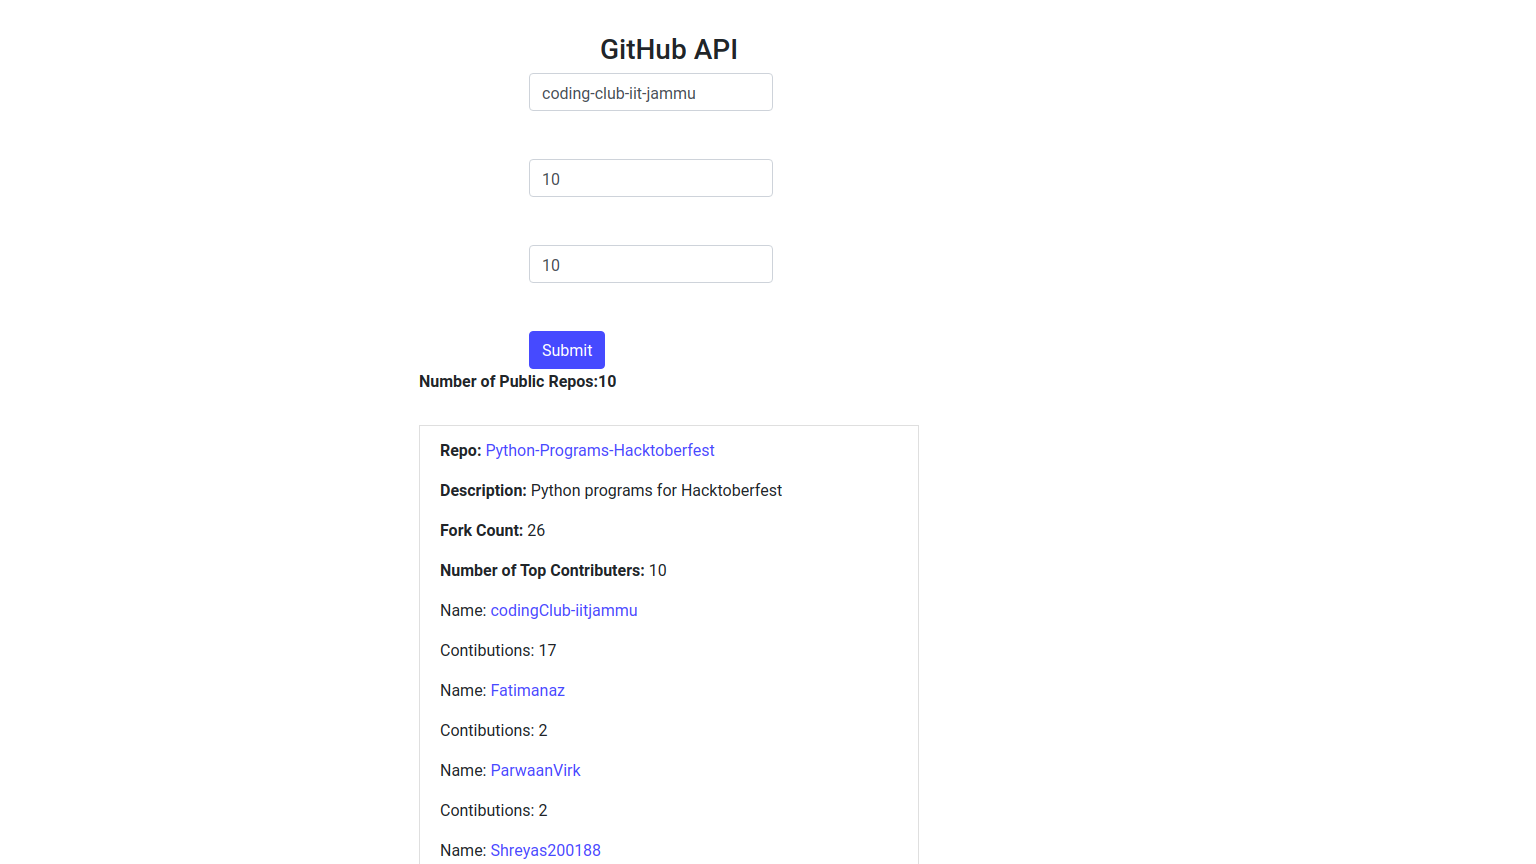 GitHub API
coding-club-iit-jammu
10
10
Submit
Number of Public Repos:10
Repo: Python-Programs-Hacktoberfest
Description: Python programs for Hacktoberfest
Fork Count: 26
Number of Top Contributers: 10
Name: codingClub-iitjammu
Contibutions: 17
Name: Fatimanaz
Contibutions: 2
Name: ParwaanVirk
Contibutions: 2
Name: Shreyas200188